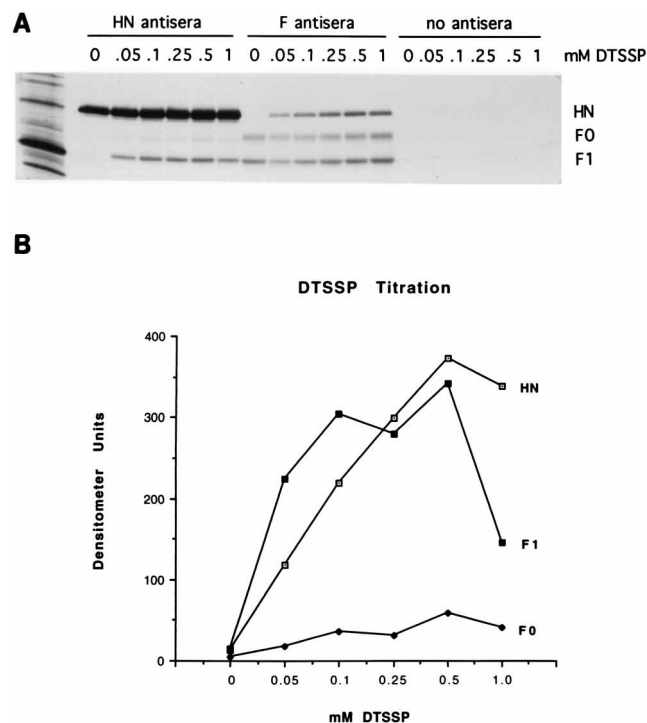 A
HN antisera F antisera no antisera
0 .05 .1 .25 .5 1 0 .05 .1 .25 .5 1 0 .05 .1 .25 .5 1 mM DTSSP
HN
F0
F1
B
DTSSP Titration
400
300
200
100
0
Densitometer Units
HN
F1
F0
0 0.05 0.1 0.25 0.5 1.0
mM DTSSP